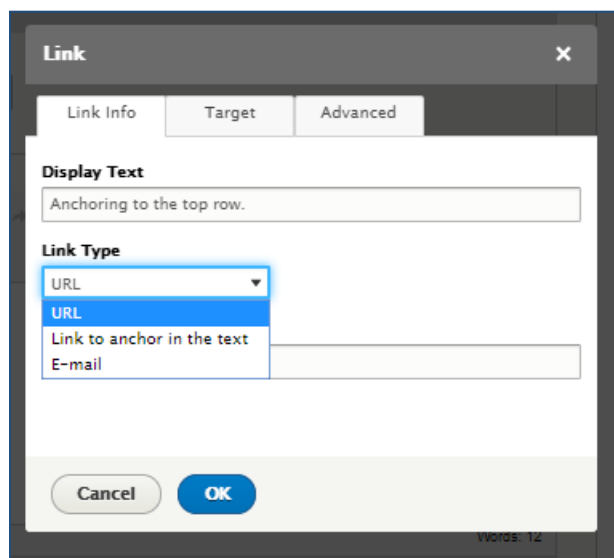 Link
Link Info Target Advanced
Display Text
Anchoring to the top row.
Link Type
URL
URL
Link to anchor in the text
E-mail
Cancel OK
Words: 12